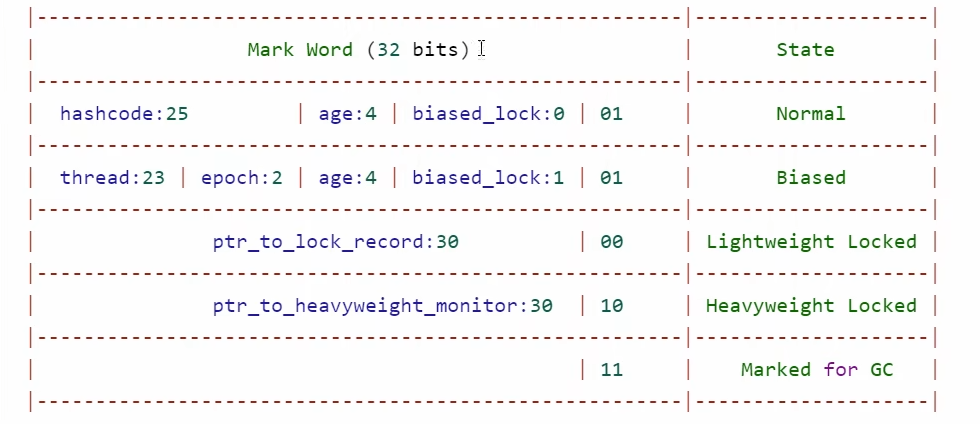 |-------------------------------------------------------|--------------------|
| Mark Word (32 bits) | State |
|-------------------------------------------------------|--------------------|
| hashcode:25 | age:4 | biased_lock:0 | 01 | Normal |
|-------------------------------------------------------|--------------------|
| thread:23 | epoch:2 | age:4 | biased_lock:1 | 01 | Biased |
|-------------------------------------------------------|--------------------|
| ptr_to_lock_record:30 | 00 | Lightweight Locked |
|-------------------------------------------------------|--------------------|
| ptr_to_heavyweight_monitor:30 | 10 | Heavyweight Locked |
|-------------------------------------------------------|--------------------|
| | 11 | Marked for GC |
|-------------------------------------------------------|--------------------|